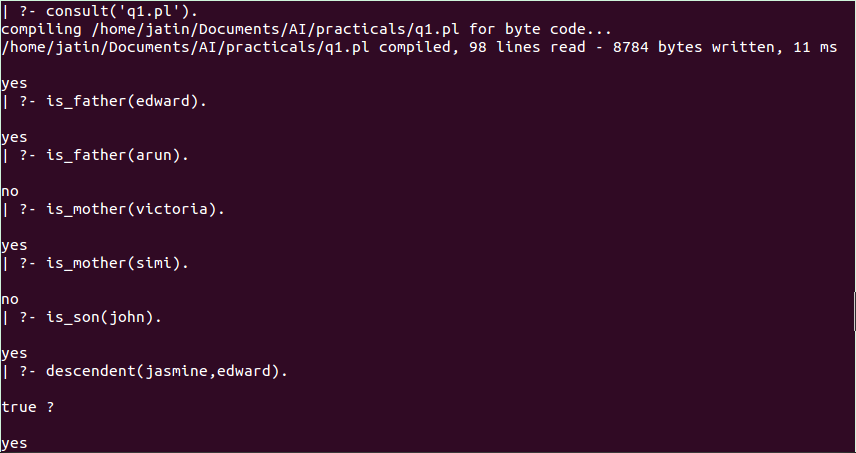 | ?- consult('q1.pl').
compiling /home/jatin/Documents/AI/practicals/q1.pl for byte code...
/home/jatin/Documents/AI/practicals/q1.pl compiled, 98 lines read - 8784 bytes written, 11 ms
yes
| ?- is_father(edward).
yes
| ?- is_father(arun).
no
| ?- is_mother(victoria).
yes
| ?- is_mother(simi).
no
| ?- is_son(john).
yes
| ?- descendent(jasmine,edward).
true ?
yes